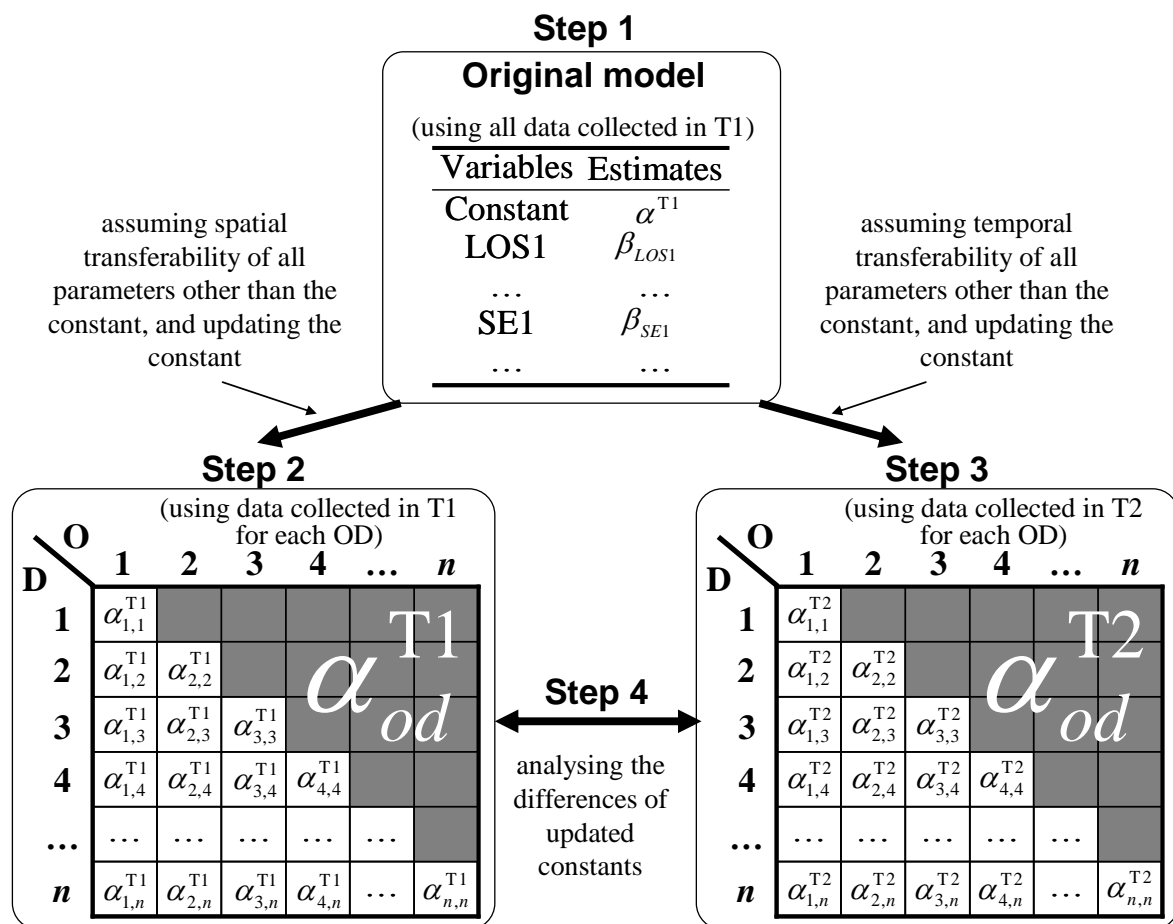 Step 1
Original model
(using all data collected in T1)
Variables Estimates
Constant α^T1
LOS1 β_LOS1
… …
SE1 β_SE1
… …
assuming spatial
transferability of all
parameters other than the
constant, and updating the
constant
assuming temporal
transferability of all
parameters other than the
constant, and updating the
constant
Step 2
(using data collected in T1
for each OD)
O
D
1 2 3 4 … n
1 α^T1_1,1
2 α^T1_1,2 α^T1_2,2
3 α^T1_1,3 α^T1_2,3 α^T1_3,3
4 α^T1_1,4 α^T1_2,4 α^T1_3,4 α^T1_4,4
… … … … … …
n α^T1_1,n α^T1_2,n α^T1_3,n α^T1_4,n … α^T1_n,n
α^T1_od
Step 4
analysing the
differences of
updated
constants
Step 3
(using data collected in T2
for each OD)
O
D
1 2 3 4 … n
1 α^T2_1,1
2 α^T2_1,2 α^T2_2,2
3 α^T2_1,3 α^T2_2,3 α^T2_3,3
4 α^T2_1,4 α^T2_2,4 α^T2_3,4 α^T2_4,4
… … … … … …
n α^T2_1,n α^T2_2,n α^T2_3,n α^T2_4,n … α^T2_n,n
α^T2_od